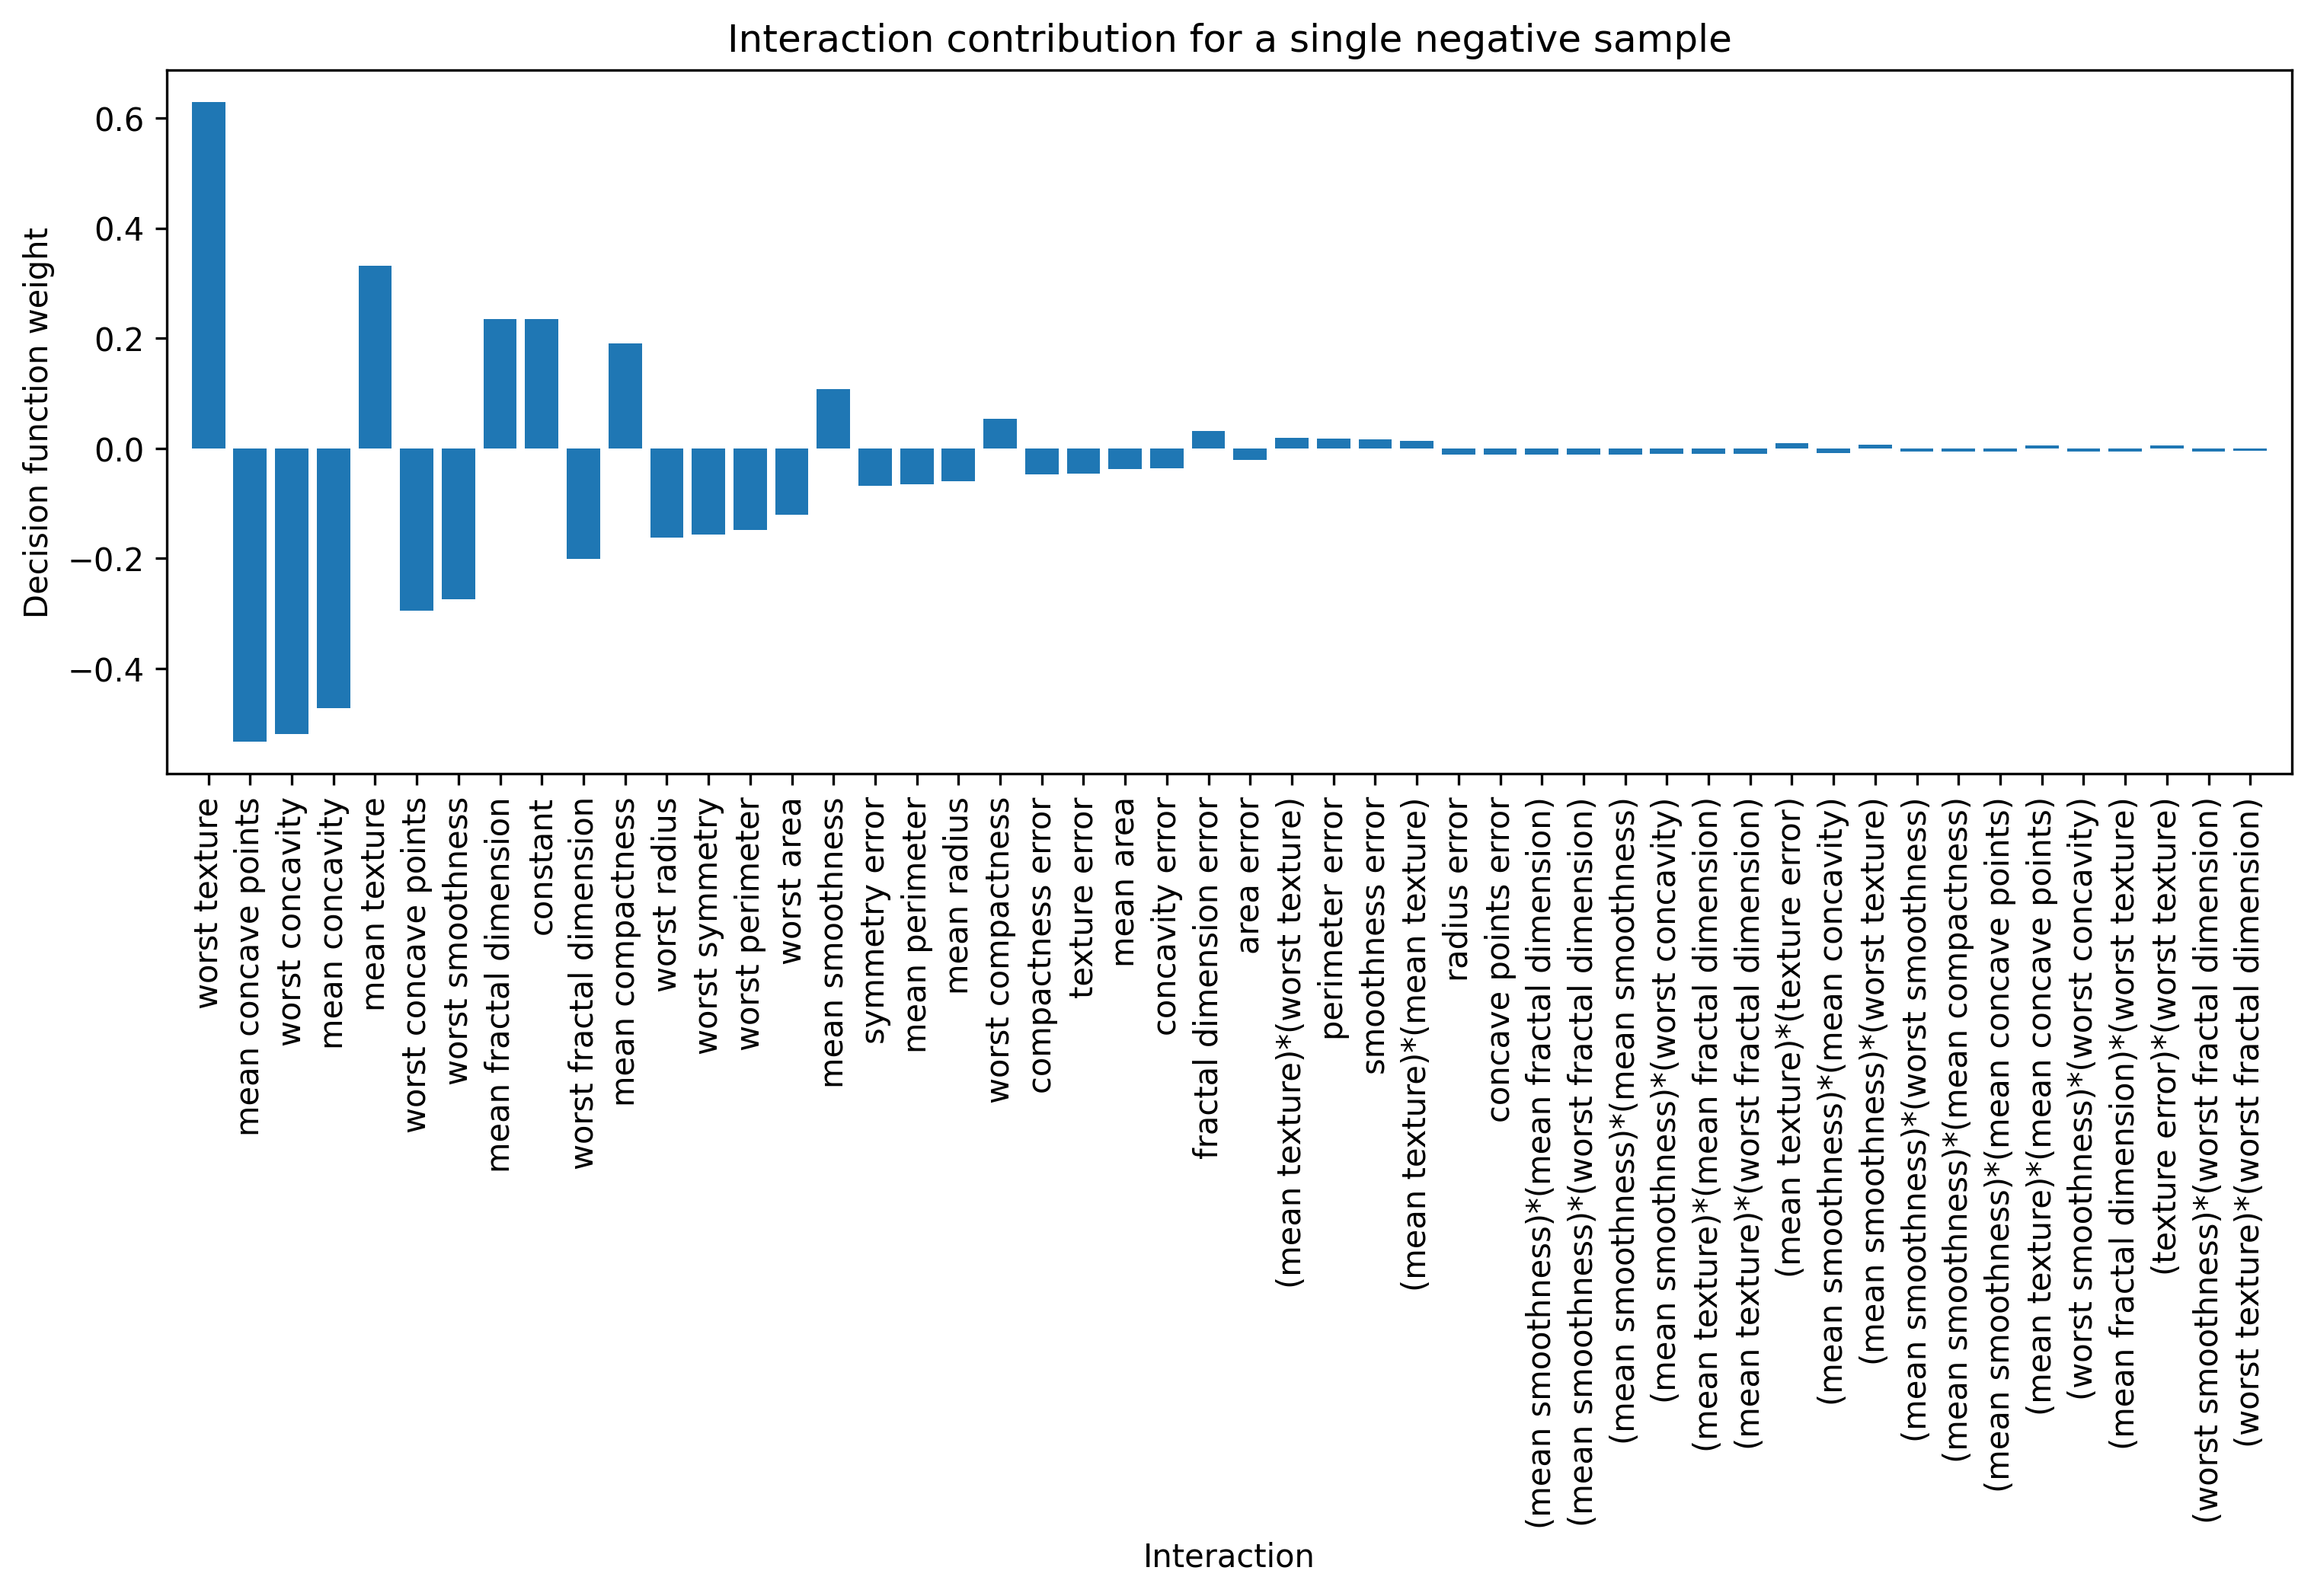 Interaction contribution for a single negative sample
Decision function weight
0.6
0.4
0.2
0.0
−0.2
−0.4
worst texture
mean concave points
worst concavity
mean concavity
mean texture
worst concave points
worst smoothness
mean fractal dimension
constant
worst fractal dimension
mean compactness
worst radius
worst symmetry
worst perimeter
worst area
mean smoothness
symmetry error
mean perimeter
mean radius
worst compactness
compactness error
texture error
mean area
concavity error
fractal dimension error
area error
(mean texture)*(worst texture)
perimeter error
smoothness error
(mean texture)*(mean texture)
radius error
concave points error
(mean smoothness)*(mean fractal dimension)
(mean smoothness)*(worst fractal dimension)
(mean smoothness)*(mean smoothness)
(mean smoothness)*(worst concavity)
(mean texture)*(mean fractal dimension)
(mean texture)*(worst fractal dimension)
(mean texture)*(texture error)
(mean smoothness)*(mean concavity)
(mean smoothness)*(worst texture)
(mean smoothness)*(worst smoothness)
(mean smoothness)*(mean compactness)
(mean smoothness)*(mean concave points)
(mean texture)*(mean concave points)
(worst smoothness)*(worst concavity)
(mean fractal dimension)*(worst texture)
(texture error)*(worst texture)
(worst smoothness)*(worst fractal dimension)
(worst texture)*(worst fractal dimension)
Interaction